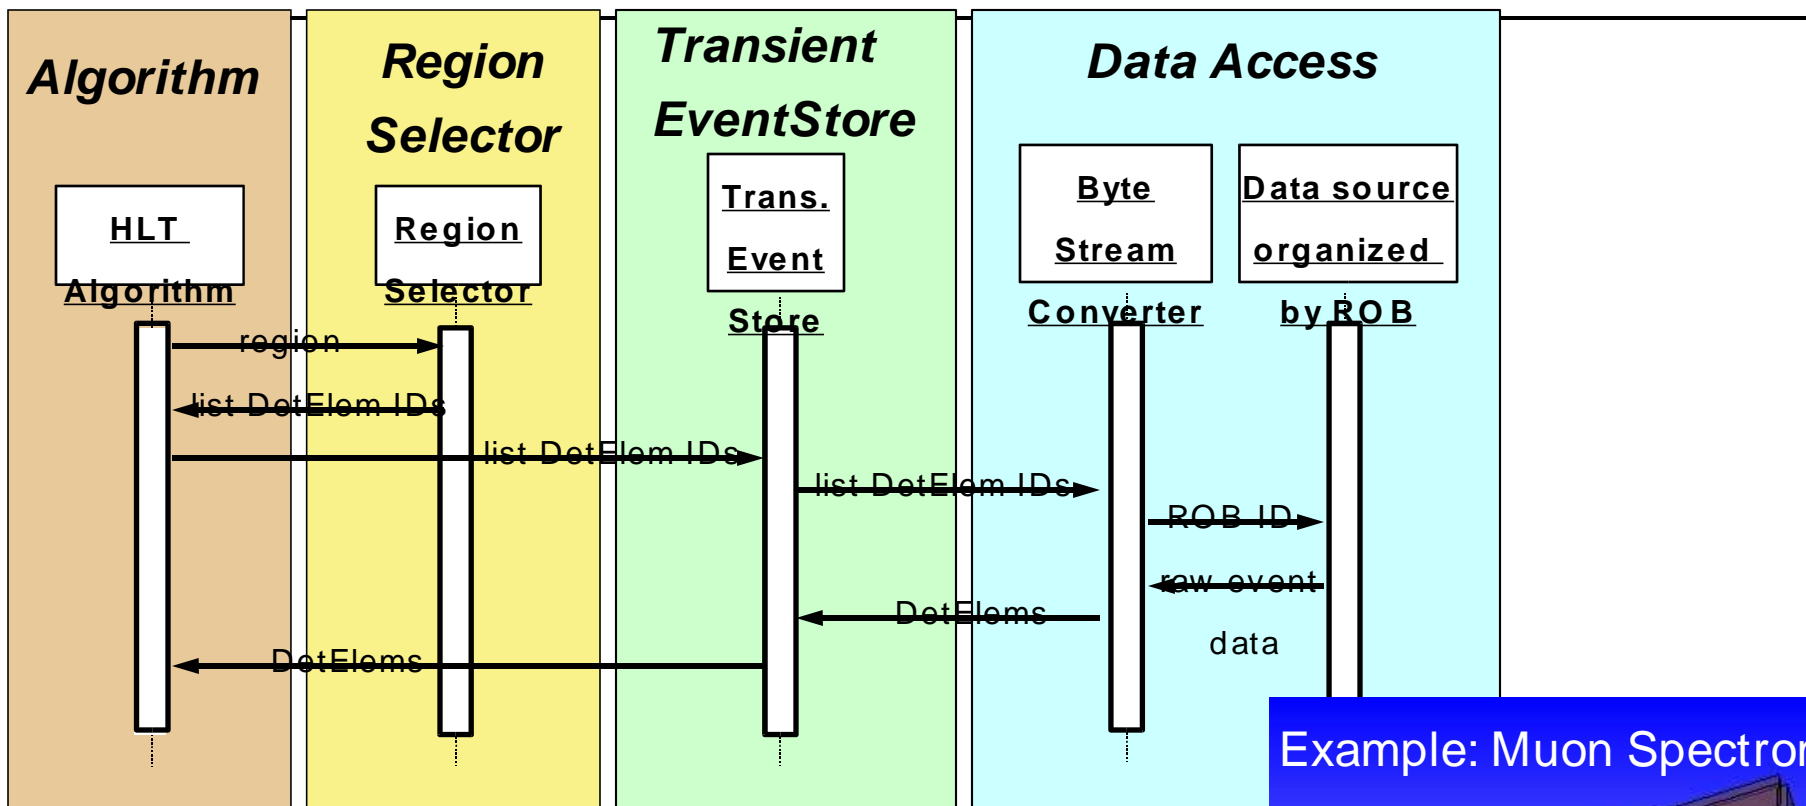 Algorithm
Region
Selector
Transient
EventStore
Data Access
HLT
Algorithm
Region
Selector
Trans.
Event
Store
Byte
Stream
Converter
Data source
organized
by ROB
region
list DetElem IDs
list DetElem IDs
list DetElem IDs
ROB ID
raw event
data
DetElems
DetElems
Example: Muon Spectro